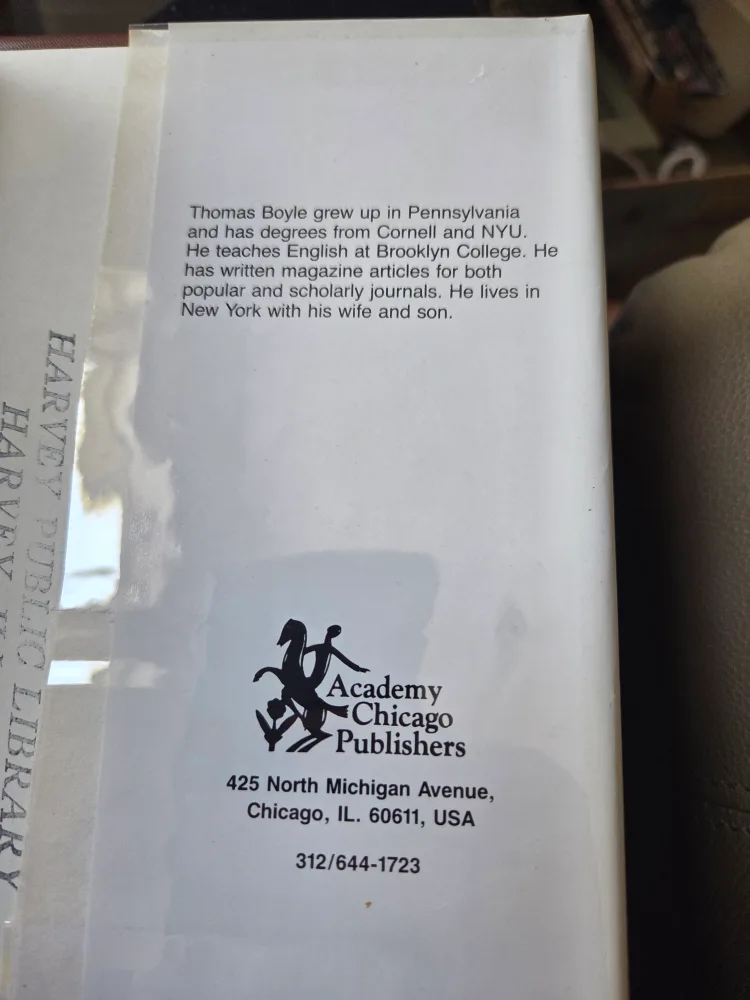 Thomas Boyle grew up in Pennsylvania
and has degrees from Cornell and NYU.
He teaches English at Brooklyn College. He
has written magazine articles for both
popular and scholarly journals. He lives in
New York with his wife and son.
HARVEY PUBLIC LIBRARY
HARVEY
Academy
Chicago
Publishers
425 North Michigan Avenue,
Chicago, IL. 60611, USA
312/644-1723